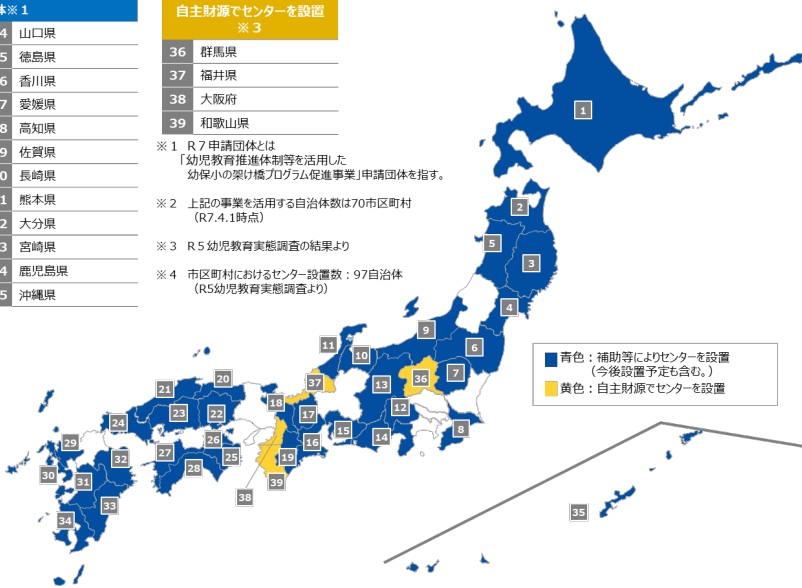 体※1
4 山口県
5 徳島県
6 香川県
7 愛媛県
8 高知県
9 佐賀県
0 長崎県
1 熊本県
2 大分県
3 宮崎県
4 鹿児島県
5 沖縄県
自主財源でセンターを設置
※3
36 群馬県
37 福井県
38 大阪府
39 和歌山県
※1 R7申請団体とは
「幼児教育推進体制等を活用した
幼保小の架け橋プログラム促進事業」申請団体を指す。
※2 上記の事業を活用する自治体数は70市区町村
(R7.4.1時点)
※3 R5幼児教育実態調査の結果より
※4 市区町村におけるセンター設置数:97自治体
(R5幼児教育実態調査より)
1
2
5
3
4
9
6
11
10
7
36
13
37
20
21
18
12
17
23
22
24
8
15
14
26
16
29
27
25
19
32
28
30
31
39
38
33
34
35
青色:補助等によりセンターを設置
(今後設置予定も含む。)
黄色:自主財源でセンターを設置